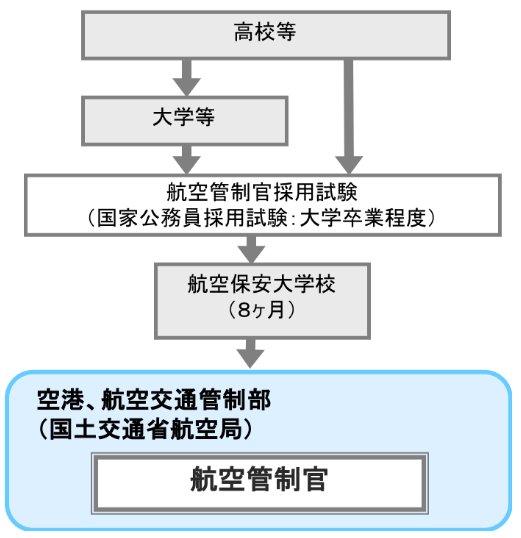 高校等
大学等
航空管制官採用試験
（国家公務員採用試験：大学卒業程度）
航空保安大学校
（8ヶ月）
空港、航空交通管制部
（国土交通省航空局）
航空管制官